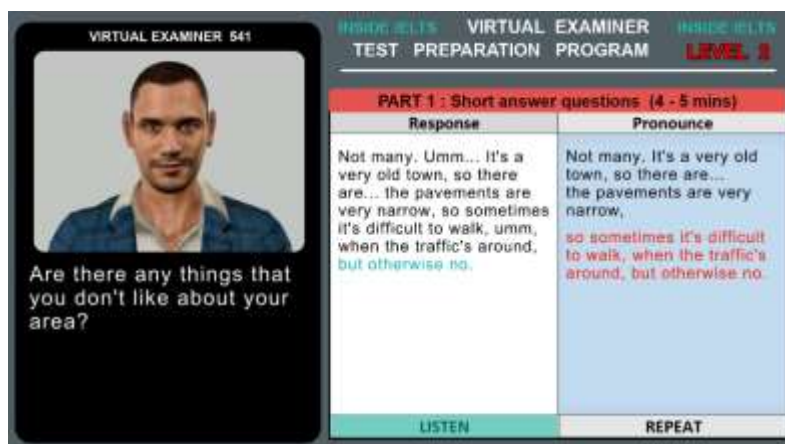 VIRTUAL EXAMINER 541
Are there any things that
you don't like about your
area?
INSIDE IELTS VIRTUAL EXAMINER INSIDE IELTS
TEST PREPARATION PROGRAM LEVEL 2
PART 1 : Short answer questions (4 - 5 mins)
Response
Not many. Umm... It's a
very old town, so there
are... the pavements are
very narrow, so sometimes
it's difficult to walk, umm,
when the traffic's around,
but otherwise no.
LISTEN
Pronounce
Not many. It's a very old
town, so there are...
the pavements are very
narrow,
so sometimes it's difficult
to walk, when the traffic's
around, but otherwise no.
REPEAT